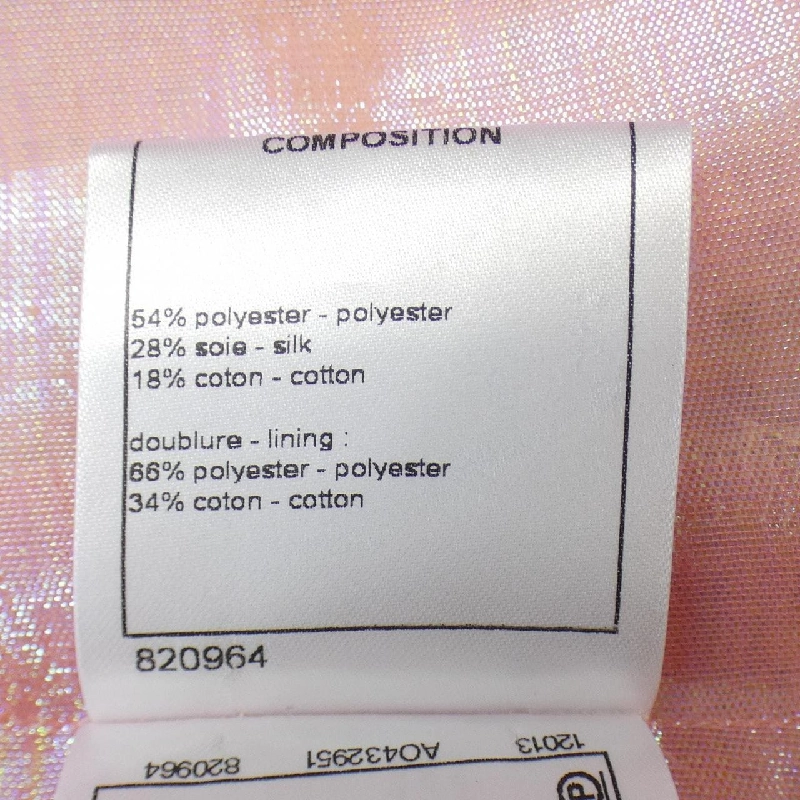 COMPOSITION
54% polyester - polyester
28% soie - silk
18% coton - cotton
doublure - lining :
66% polyester - polyester
34% coton - cotton
820964
12013 AO432951 820964
P